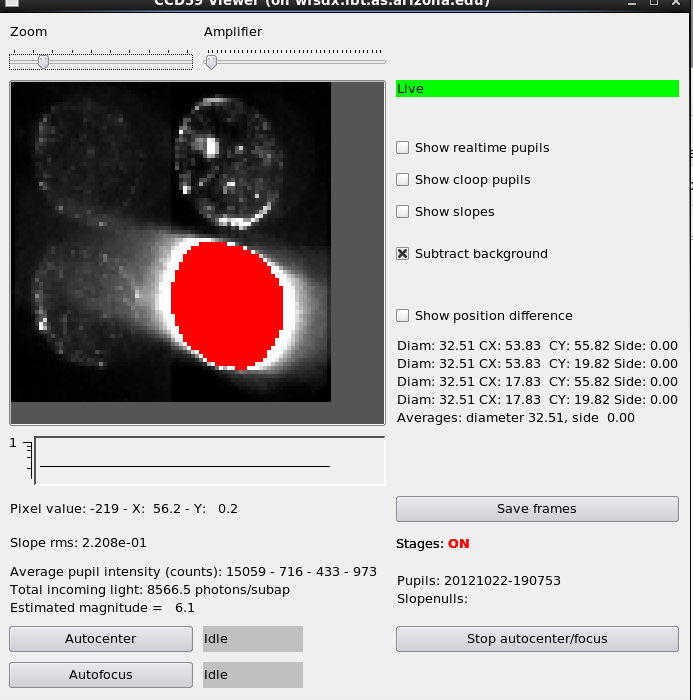 CCD39 Viewer (on wfsdx.lbt.as.arizona.edu)
Zoom
Amplifier
Live
Show realtime pupils
Show cloop pupils
Show slopes
Subtract background
Show position difference
Diam: 32.51 CX: 53.83 CY: 55.82 Side: 0.00
Diam: 32.51 CX: 53.83 CY: 19.82 Side: 0.00
Diam: 32.51 CX: 17.83 CY: 55.82 Side: 0.00
Diam: 32.51 CX: 17.83 CY: 19.82 Side: 0.00
Averages: diameter 32.51, side 0.00
1
Pixel value: -219 - X: 56.2 - Y: 0.2
Save frames
Slope rms: 2.208e-01
Stages: ON
Average pupil intensity (counts): 15059 - 716 - 433 - 973
Total incoming light: 8566.5 photons/subap
Estimated magnitude = 6.1
Pupils: 20121022-190753
Slopenulls:
Autocenter
Idle
Stop autocenter/focus
Autofocus
Idle